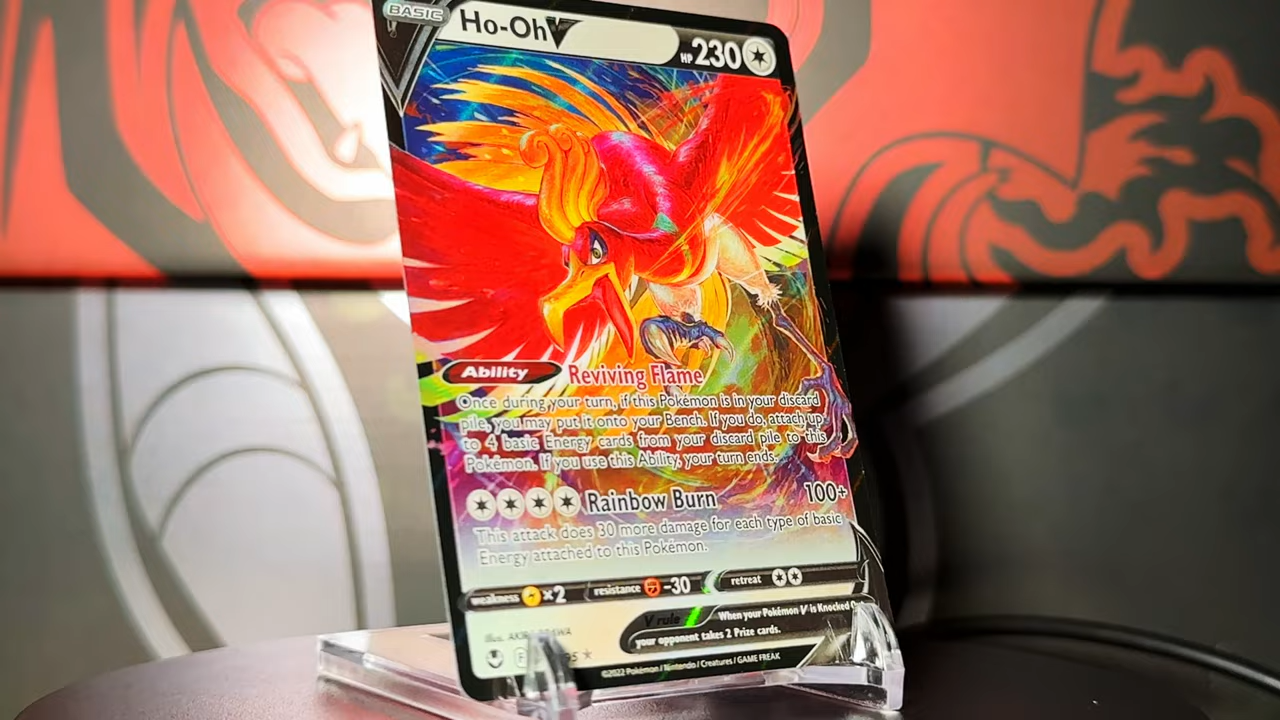 BASIC
Ho-Oh V
HP 230
Ability Reviving Flame
Once during your turn, if this Pokémon is in your discard
pile, you may put it onto your Bench. If you do, attach up
to 4 basic Energy cards from your discard pile to this
Pokémon. If you use this Ability, your turn ends.
Rainbow Burn 100+
This attack does 30 more damage for each type of basic
Energy attached to this Pokémon.
weakness ×2 resistance -30 retreat
V rule When your Pokémon V is Knocked
your opponent takes 2 Prize cards.
illus.
F
©2022 Pokémon / Nintendo / Creatures / GAME FREAK